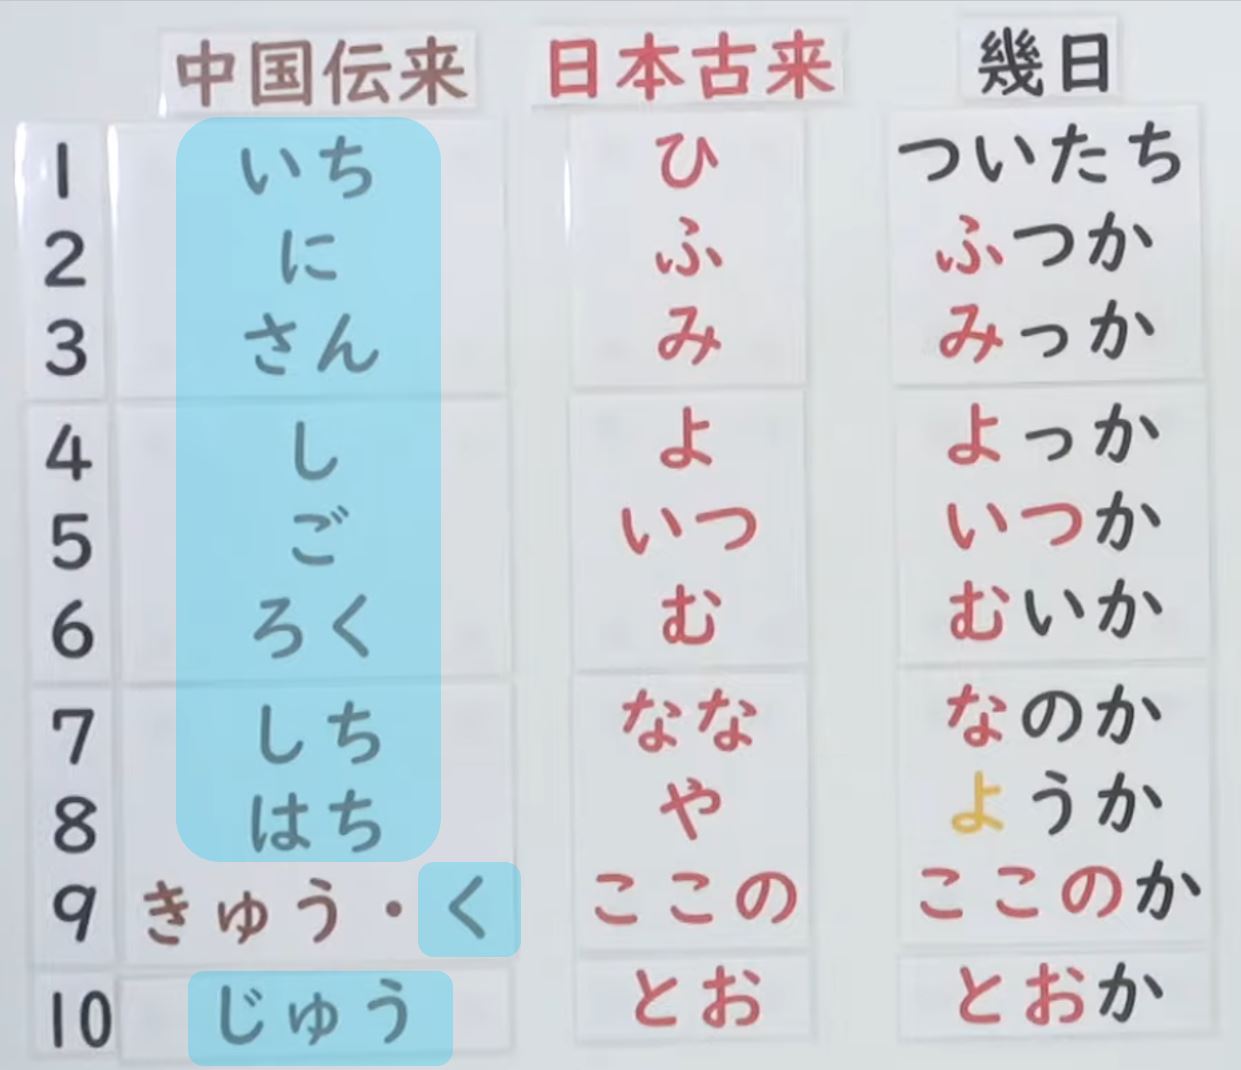 中国伝来 日本古来 幾日
1 いち ひ ついたち
2 に ふ ふつか
3 さん み みっか
4 し よ よっか
5 ご いつ いつか
6 ろく む むいか
7 しち なな なのか
8 はち や ようか
9 きゅう・く ここの ここのか
10 じゅう とお とおか